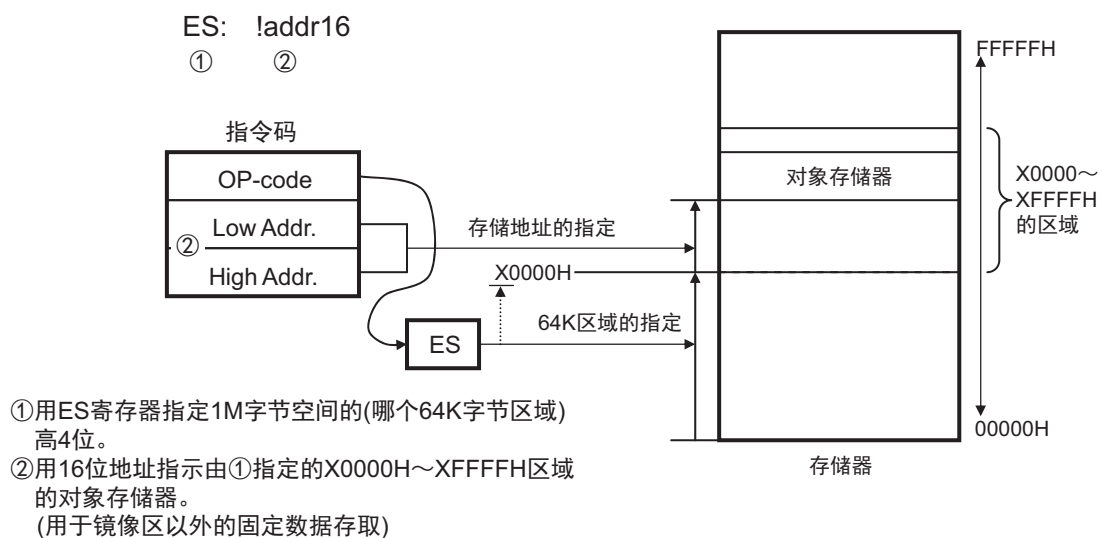 ES: !addr16
① ②
指令码
OP-code
Low Addr.
②
High Addr.
ES
存储地址的指定
X0000H
64K区域的指定
FFFFFH
对象存储器
X0000～
XFFFFH
的区域
00000H
存储器
①用ES寄存器指定1M字节空间的(哪个64K字节区域)
高4位。
②用16位地址指示由①指定的X0000H～XFFFFH区域
的对象存储器。
(用于镜像区以外的固定数据存取)